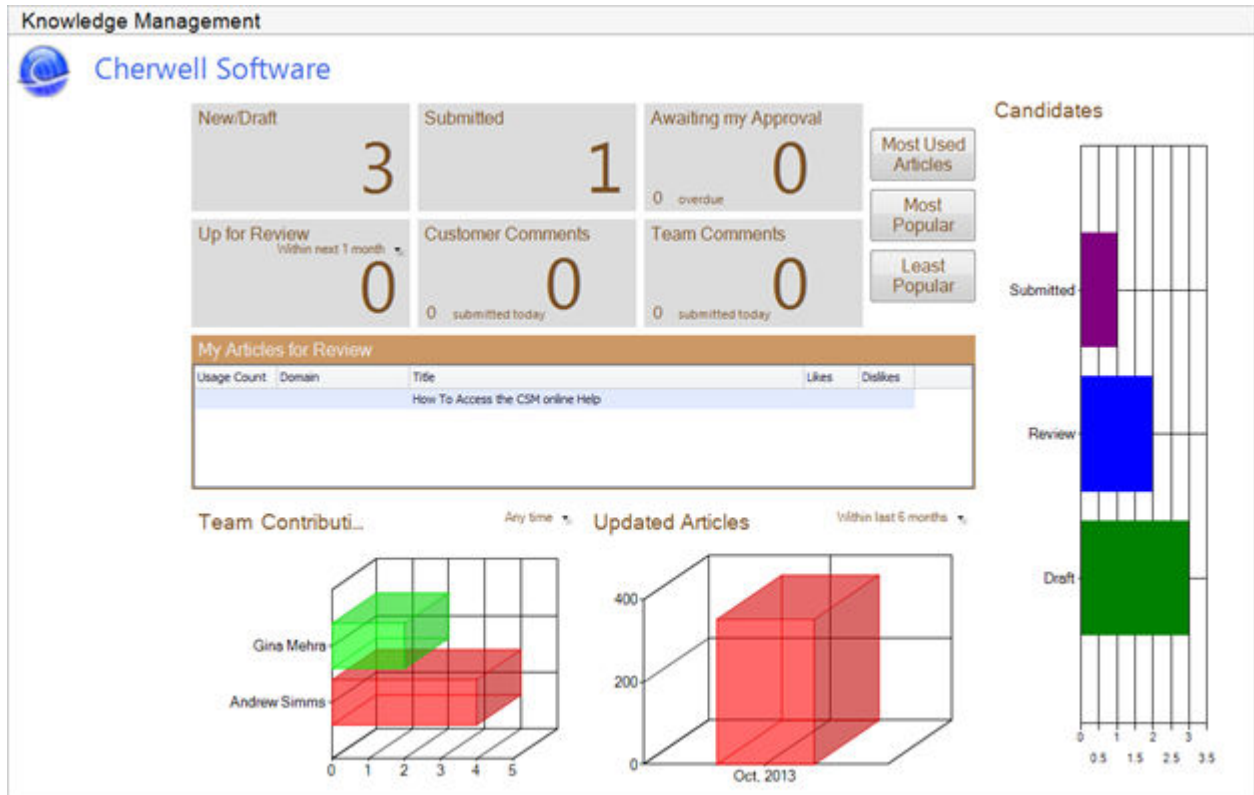 Knowledge Management
Cherwell Software
New/Draft
3
Submitted
1
Awaiting my Approval
0
0 overdue
Most Used
Articles
Most
Popular
Least
Popular
Up for Review
Within next 1 month
0
Customer Comments
0
0 submitted today
Team Comments
0
0 submitted today
My Articles for Review
Usage Count Domain Title Likes Dislikes
How To Access the CSM online Help
Team Contributi...
Any time
Gina Mehra
Andrew Simms
0 1 2 3 4 5
Updated Articles
Within last 6 months
400
200
0
Oct, 2013
Candidates
Submitted
Review
Draft
0 1 2 3
0.5 1.5 2.5 3.5